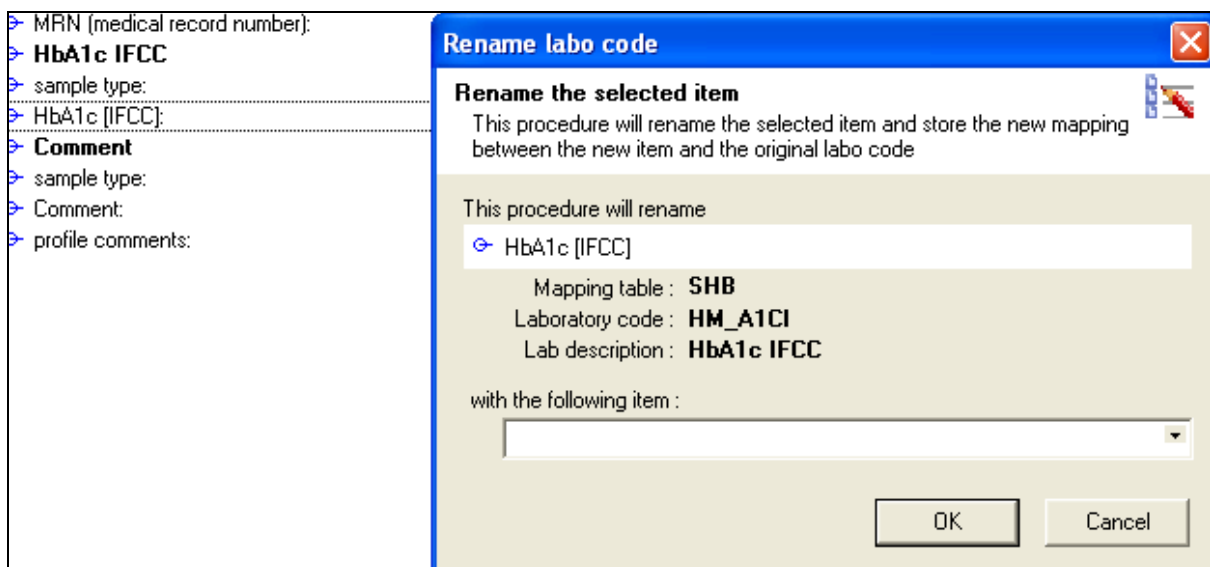 MRN (medical record number):
HbA1c IFCC
sample type:
HbA1c [IFCC]:
Comment
sample type:
Comment:
profile comments:
Rename labo code
Rename the selected item
This procedure will rename the selected item and store the new mapping
between the new item and the original labo code
This procedure will rename
HbA1c [IFCC]
Mapping table : SHB
Laboratory code : HM_A1CI
Lab description : HbA1c IFCC
with the following item :
OK
Cancel